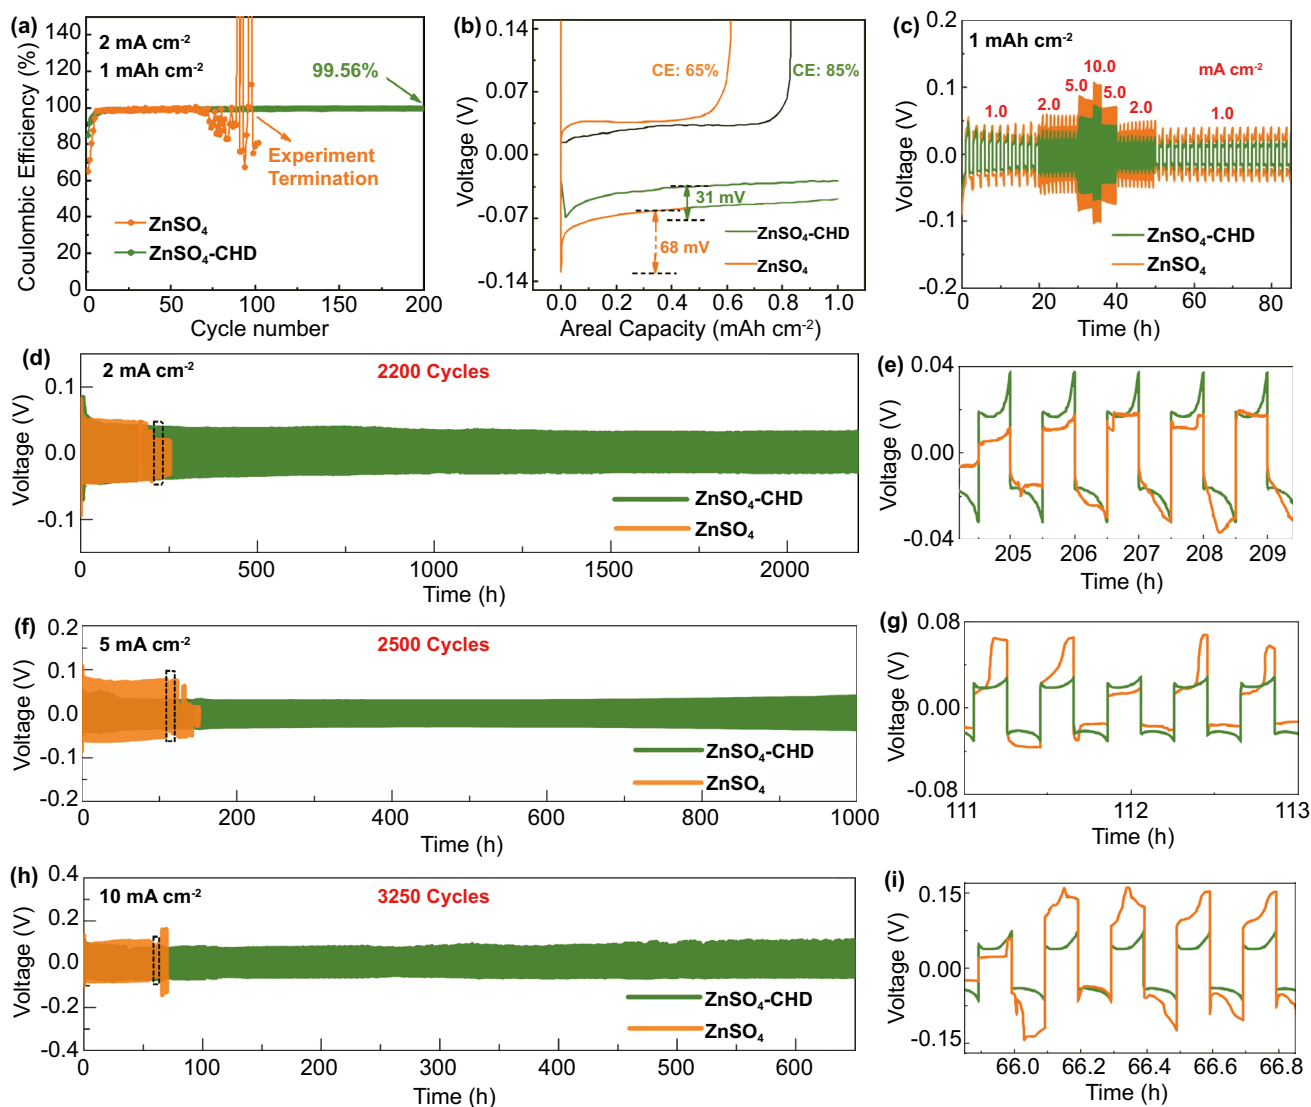 (a)
2 mA cm-2
1 mAh cm-2
99.56%
Experiment
Termination
ZnSO4
ZnSO4-CHD
Coulombic Efficiency (%)
140
120
100
80
60
40
20
0
0 50 100 150 200
Cycle number
(b)
CE: 65%
CE: 85%
31 mV
68 mV
ZnSO4-CHD
ZnSO4
Voltage (V)
0.14
0.07
0.00
-0.07
-0.14
0.0 0.2 0.4 0.6 0.8 1.0
Areal Capacity (mAh cm-2)
(c)
1 mAh cm-2
10.0
mA cm-2
5.0
5.0
2.0
2.0
1.0
1.0
ZnSO4-CHD
ZnSO4
Voltage (V)
0.2
0.1
0.0
-0.1
-0.2
0 20 40 60 80
Time (h)
(d)
2 mA cm-2
2200 Cycles
ZnSO4-CHD
ZnSO4
Voltage (V)
0.1
0.0
-0.1
0 500 1000 1500 2000
Time (h)
(e)
Voltage (V)
0.04
0.00
-0.04
205 206 207 208 209
Time (h)
(f)
5 mA cm-2
2500 Cycles
ZnSO4-CHD
ZnSO4
Voltage (V)
0.2
0.1
0.0
-0.1
-0.2
0 200 400 600 800 1000
Time (h)
(g)
Voltage (V)
0.08
0.00
-0.08
111 112 113
Time (h)
(h)
10 mA cm-2
3250 Cycles
ZnSO4-CHD
ZnSO4
Voltage (V)
0.4
0.2
0.0
-0.2
-0.4
0 100 200 300 400 500 600
Time (h)
(i)
Voltage (V)
0.15
0.00
-0.15
66.0 66.2 66.4 66.6 66.8
Time (h)